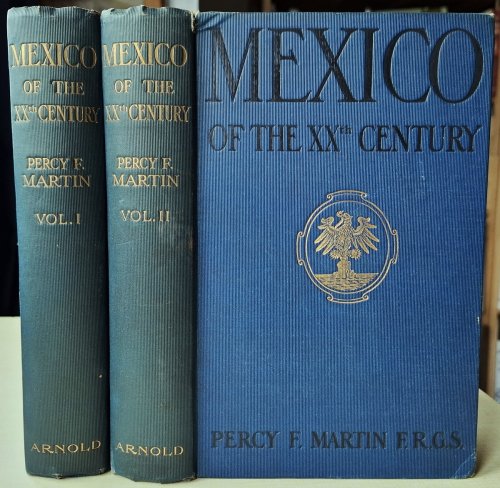 MEXICO
OF THE
XXth CENTURY
PERCY F.
MARTIN
VOL. I
ARNOLD
MEXICO
OF THE
XXth CENTURY
PERCY F.
MARTIN
VOL. II
ARNOLD
MEXICO
OF THE XXth CENTURY
PERCY F. MARTIN F.R.G.S.